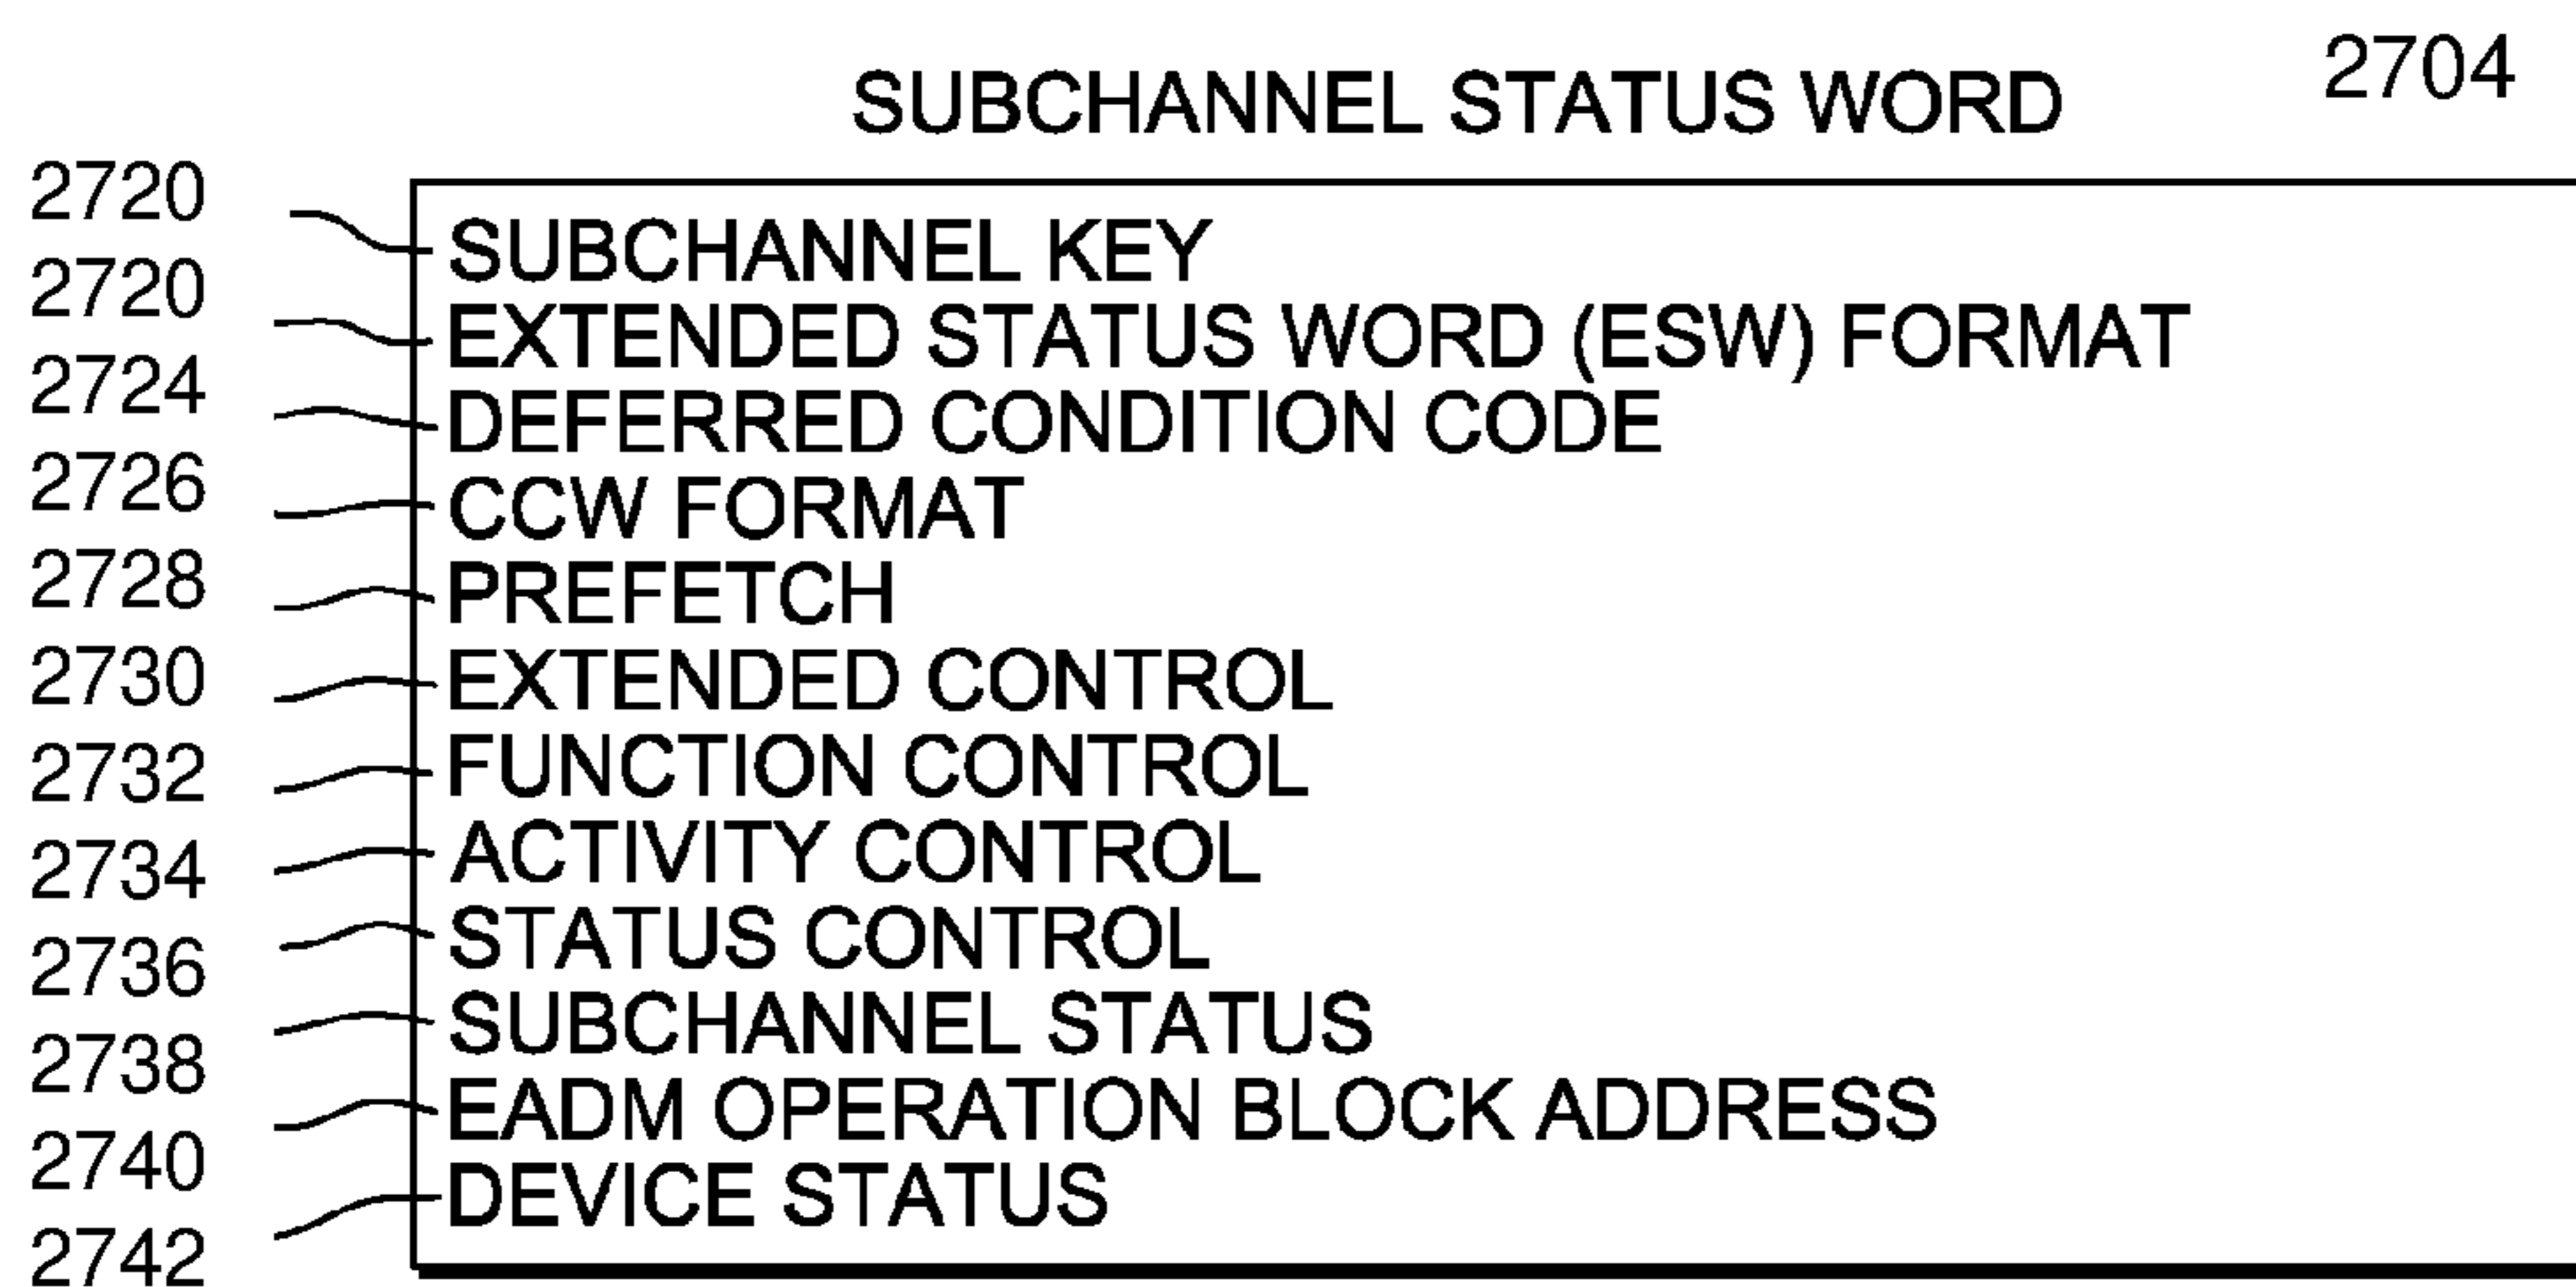 SUBCHANNEL STATUS WORD 2704
2720 SUBCHANNEL KEY
2720 EXTENDED STATUS WORD (ESW) FORMAT
2724 DEFERRED CONDITION CODE
2726 CCW FORMAT
2728 PREFETCH
2730 EXTENDED CONTROL
2732 FUNCTION CONTROL
2734 ACTIVITY CONTROL
2736 STATUS CONTROL
2738 SUBCHANNEL STATUS
2740 EADM OPERATION BLOCK ADDRESS
2742 DEVICE STATUS